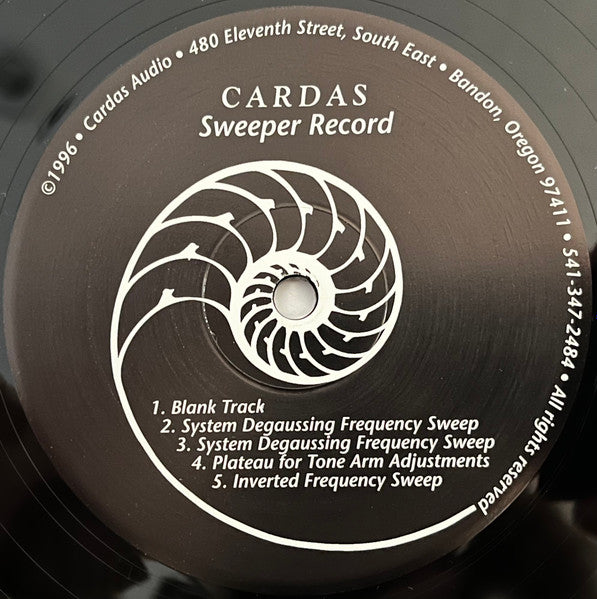 ©1996 • Cardas Audio • 480 Eleventh Street, South East • Bandon, Oregon 97411 • 541-347-2484 • All rights reserved
CARDAS
Sweeper Record
1. Blank Track
2. System Degaussing Frequency Sweep
3. System Degaussing Frequency Sweep
4. Plateau for Tone Arm Adjustments
5. Inverted Frequency Sweep